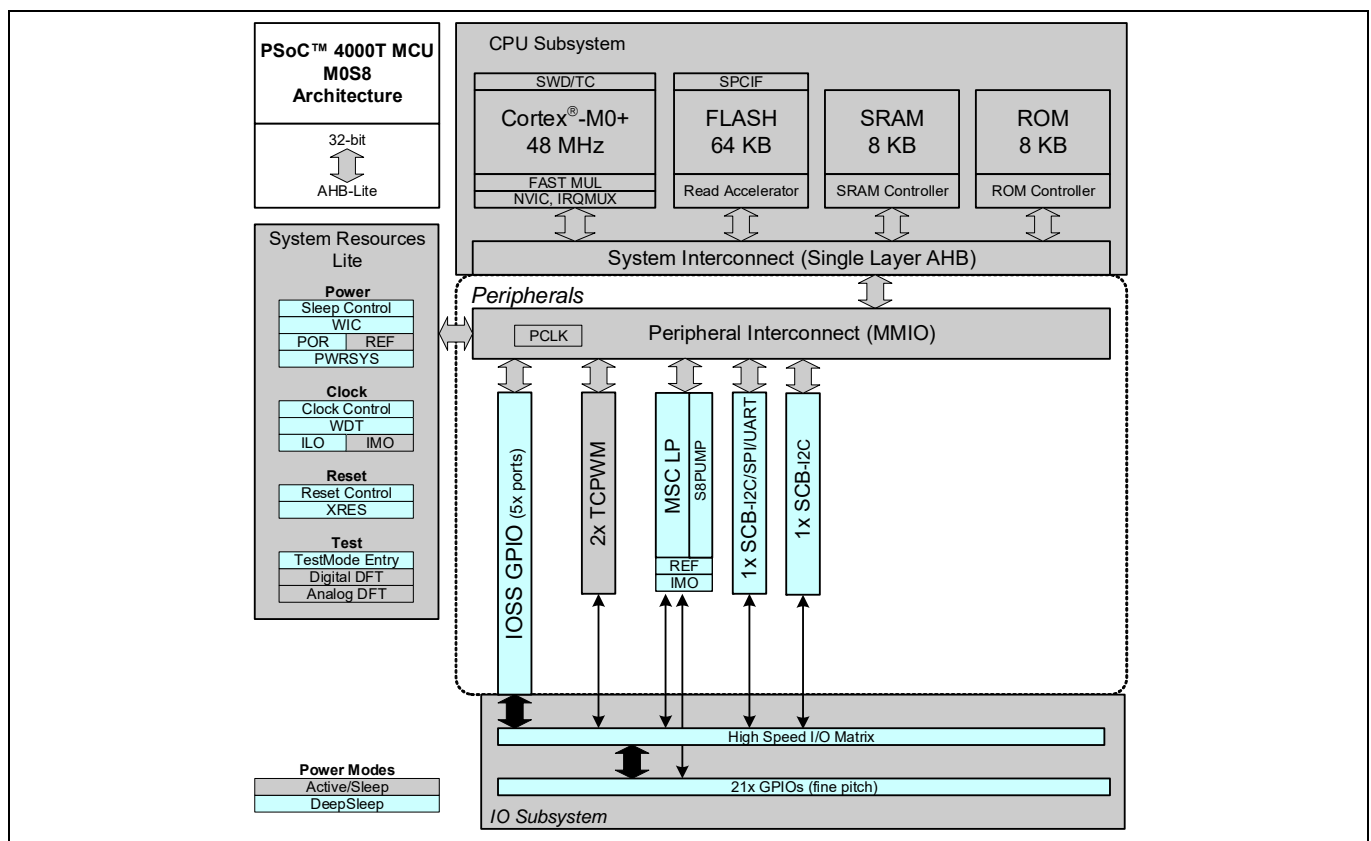 PSoC™ 4000T MCU
M0S8
Architecture
32-bit
AHB-Lite
CPU Subsystem
SWD/TC
Cortex®-M0+
48 MHz
FAST MUL
NVIC, IRQMUX
SPCIF
FLASH
64 KB
Read Accelerator
SRAM
8 KB
SRAM Controller
ROM
8 KB
ROM Controller
System Interconnect (Single Layer AHB)
System Resources
Lite
Power
Sleep Control
WIC
POR
REF
PWRSYS
Clock
Clock Control
WDT
ILO
IMO
Reset
Reset Control
XRES
Test
TestMode Entry
Digital DFT
Analog DFT
Peripherals
PCLK
Peripheral Interconnect (MMIO)
IOSS GPIO (5x ports)
2x TCPWM
MSC LP
S8PUMP
REF
IMO
1x SCB-I2C/SPI/UART
1x SCB-I2C
High Speed I/O Matrix
21x GPIOs (fine pitch)
IO Subsystem
Power Modes
Active/Sleep
DeepSleep